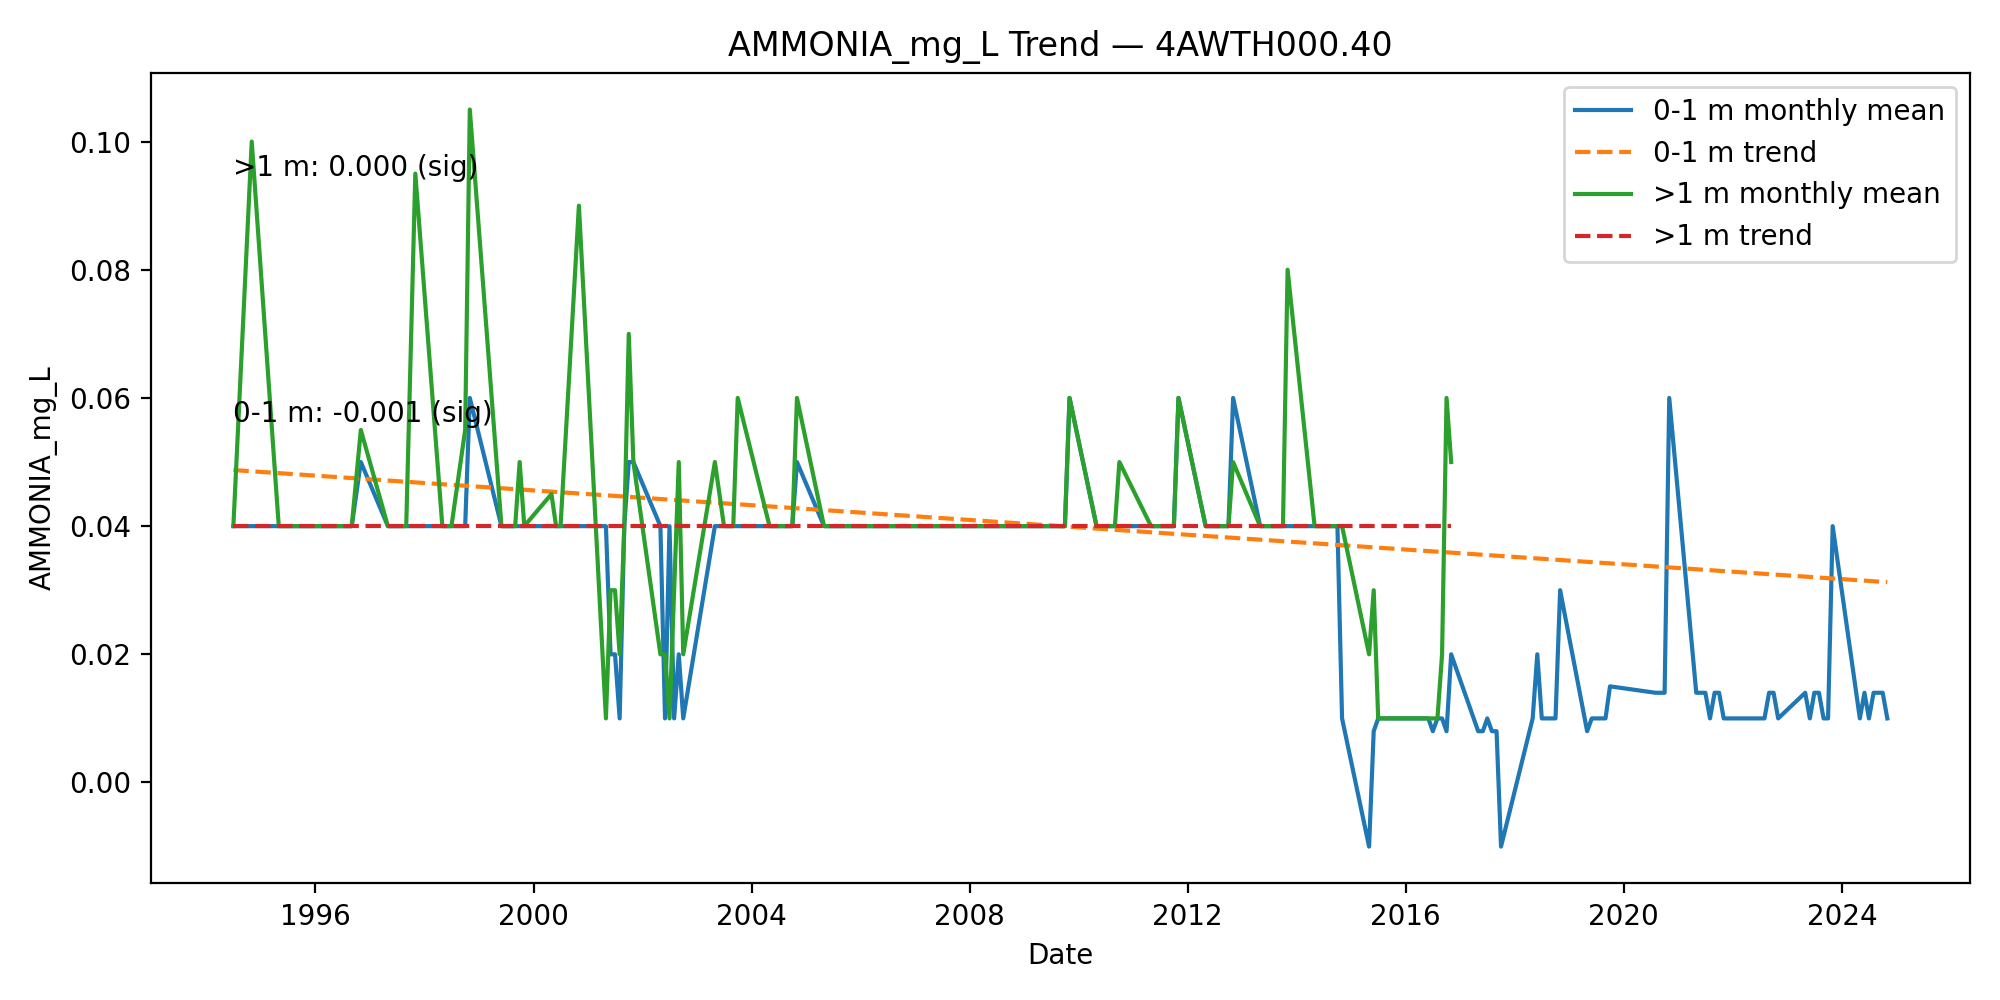 AMMONIA_mg_L Trend — 4AWTH000.40
0-1 m monthly mean
0-1 m trend
>1 m monthly mean
>1 m trend
>1 m: 0.000 (sig)
0-1 m: -0.001 (sig)
AMMONIA_mg_L
0.10
0.08
0.06
0.04
0.02
0.00
1996
2000
2004
2008
2012
2016
2020
2024
Date